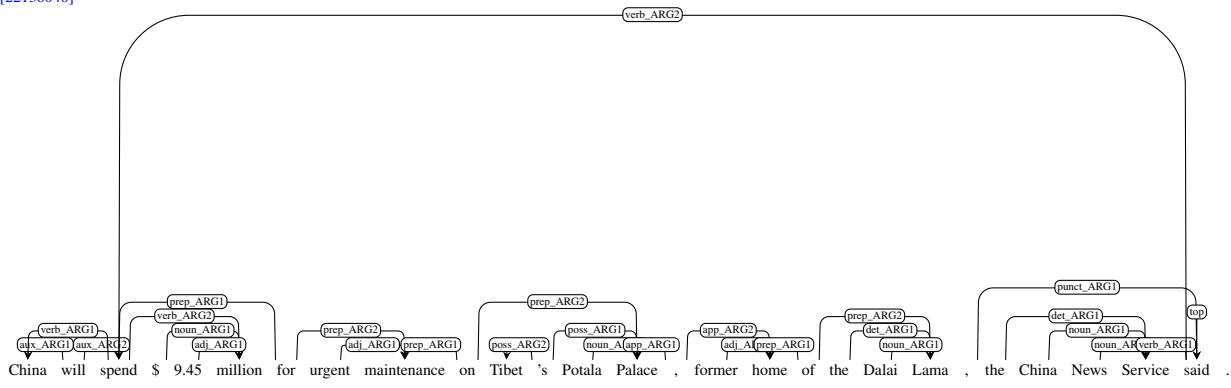 verb_ARG2
prep_ARG1 prep_ARG2 punct_ARG1
verb_ARG2 prep_ARG2 det_ARG1 top
verb_ARG1 noun_ARG1 prep_ARG2 poss_ARG1 app_ARG2 det_ARG1 noun_ARG1
aux_ARG1 aux_ARG2 adj_ARG1 adj_ARG1 prep_ARG1 poss_ARG2 app_ARG1 prep_ARG1 noun_ARG1 verb_ARG1
China will spend $ 9.45 million for urgent maintenance on Tibet 's Potala Palace , former home of the Dalai Lama , the China News Service said .